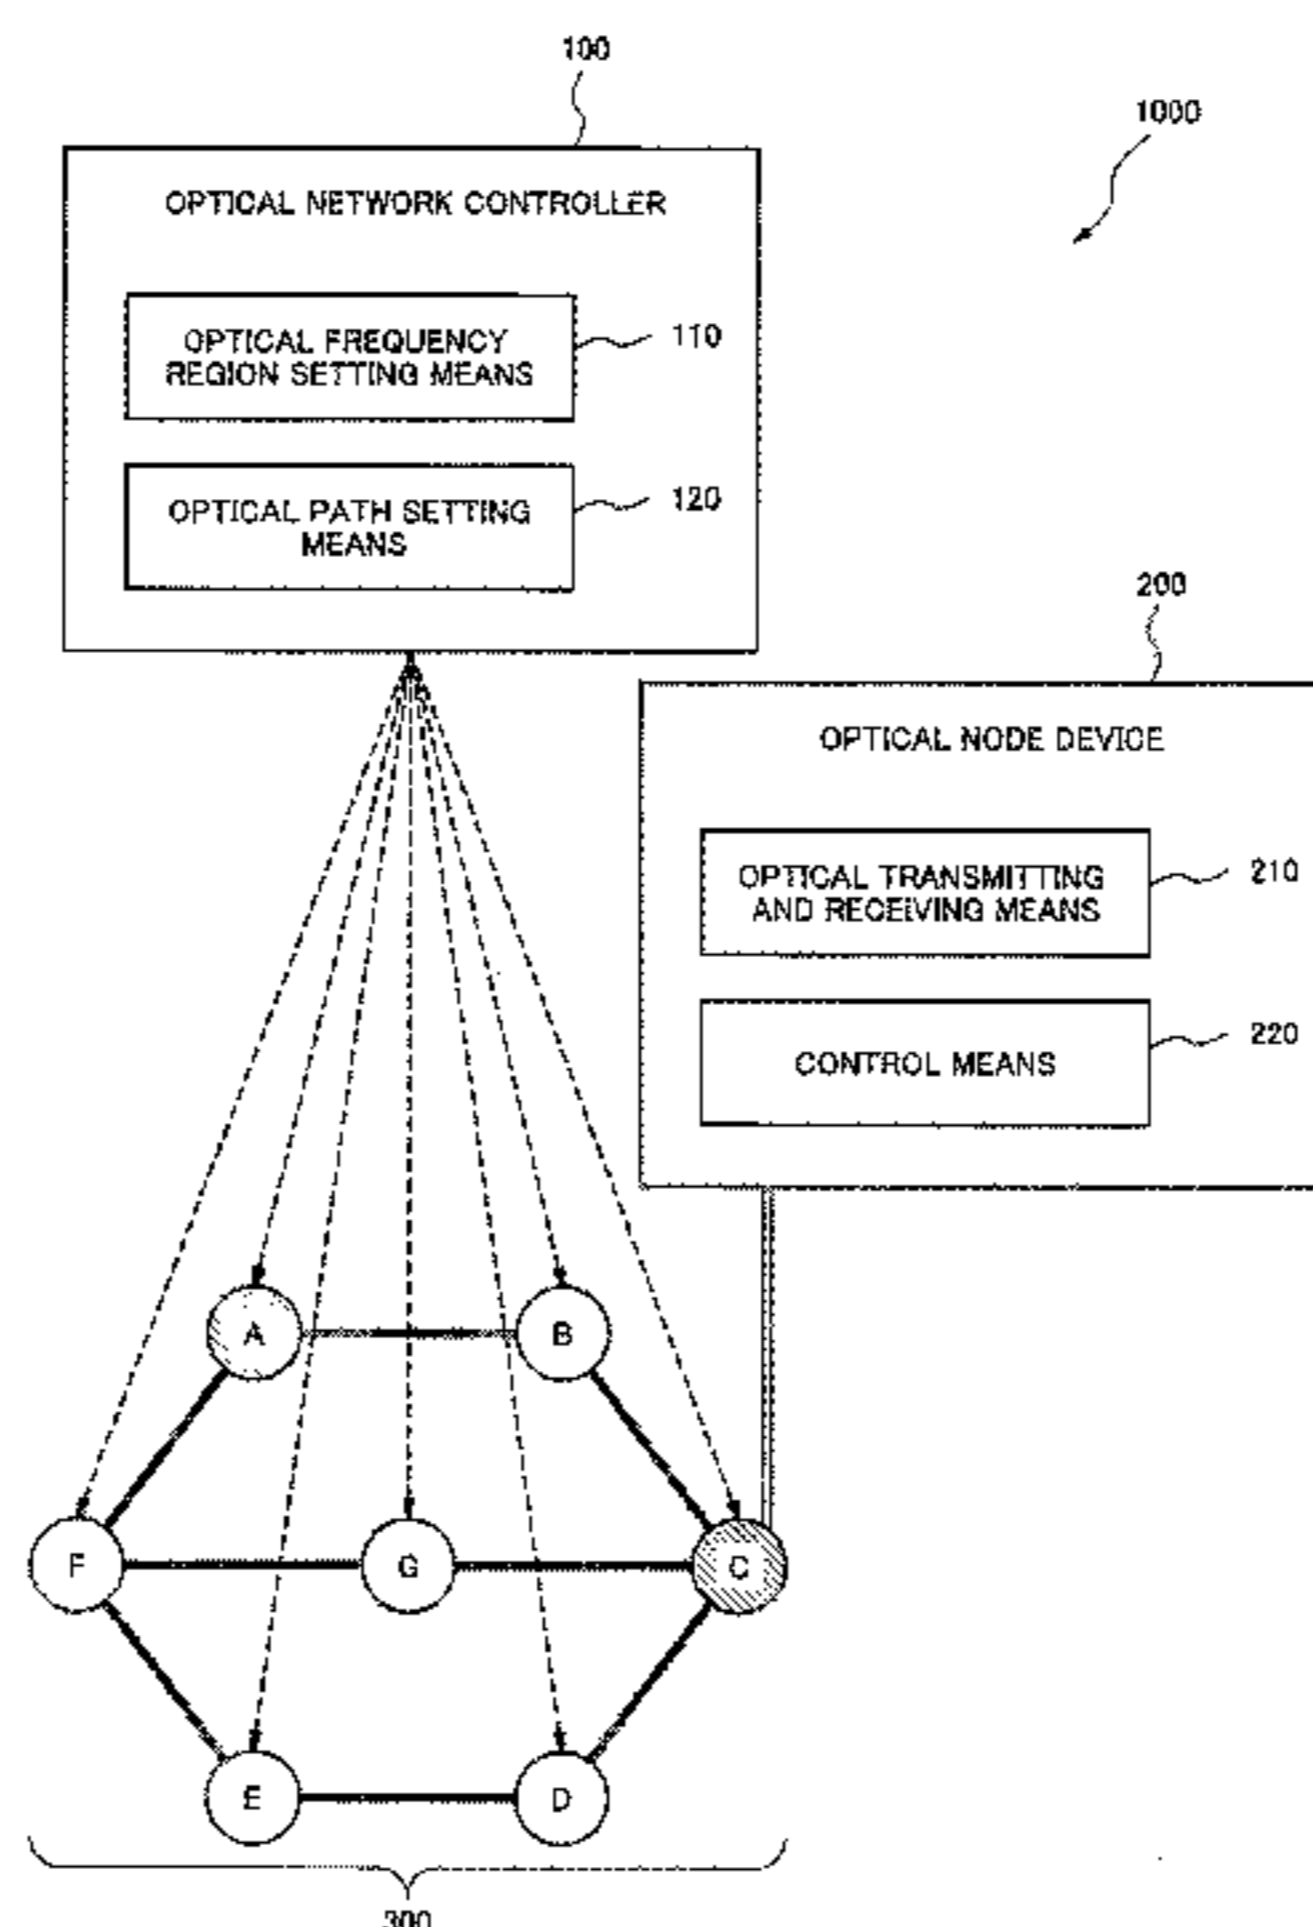 100
1000
OPTICAL NETWORK CONTROLLER
OPTICAL FREQUENCY
REGION SETTING MEANS
110
OPTICAL PATH SETTING
MEANS
120
200
OPTICAL NODE DEVICE
OPTICAL TRANSMITTING
AND RECEIVING MEANS
210
CONTROL MEANS
220
A
B
F
G
C
E
D
300